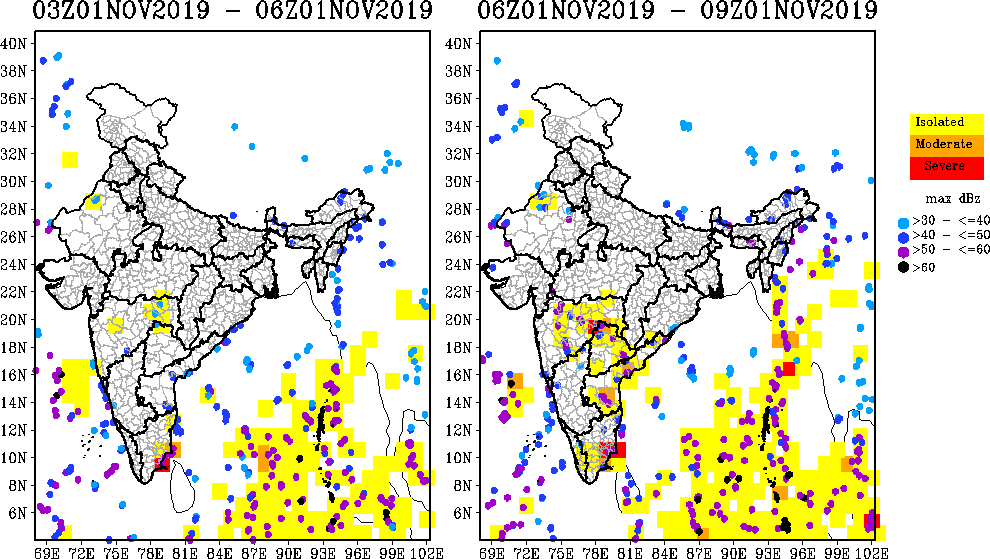 03Z01NOV2019 - 06Z01NOV2019
06Z01NOV2019 - 09Z01NOV2019
40N
38N
36N
34N
32N
30N
28N
26N
24N
22N
20N
18N
16N
14N
12N
10N
8N
6N
69E 72E 75E 78E 81E 84E 87E 90E 93E 96E 99E 102E
40N
38N
36N
34N
32N
30N
28N
26N
24N
22N
20N
18N
16N
14N
12N
10N
8N
6N
69E 72E 75E 78E 81E 84E 87E 90E 93E 96E 99E 102E
Isolated
Moderate
Severe
max dBz
>30 - <=40
>40 - <=50
>50 - <=60
>60